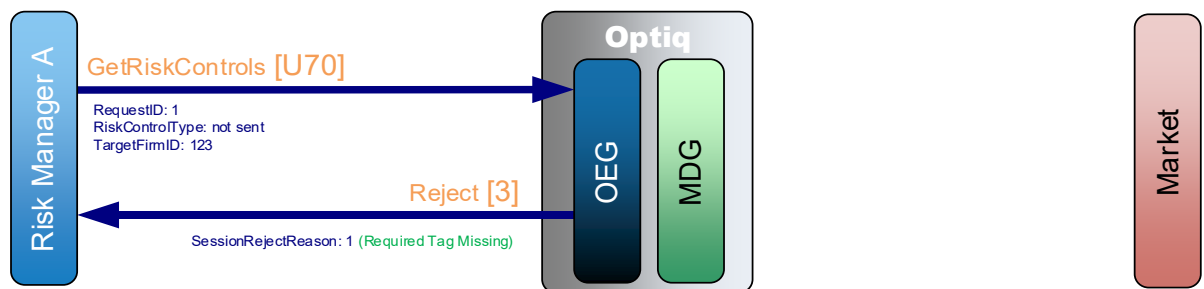 Optiq
Risk Manager A
GetRiskControls [U70]
RequestID: 1
RiskControlType: not sent
TargetFirmID: 123
OEG
MDG
Market
Reject [3]
SessionRejectReason: 1 (Required Tag Missing)